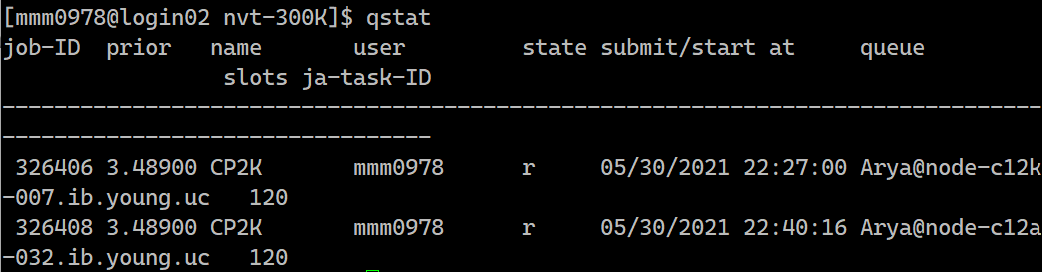 [mmm0978@login02 nvt-300K]$ qstat
job-ID  prior   name       user         state submit/start at     queue
                 slots ja-task-ID
--------------------------------------------------------------------------------
---------------------------------
 326406 3.48900 CP2K       mmm0978      r     05/30/2021 22:27:00 Arya@node-c12k
-007.ib.young.uc   120
 326408 3.48900 CP2K       mmm0978      r     05/30/2021 22:40:16 Arya@node-c12a
-032.ib.young.uc   120